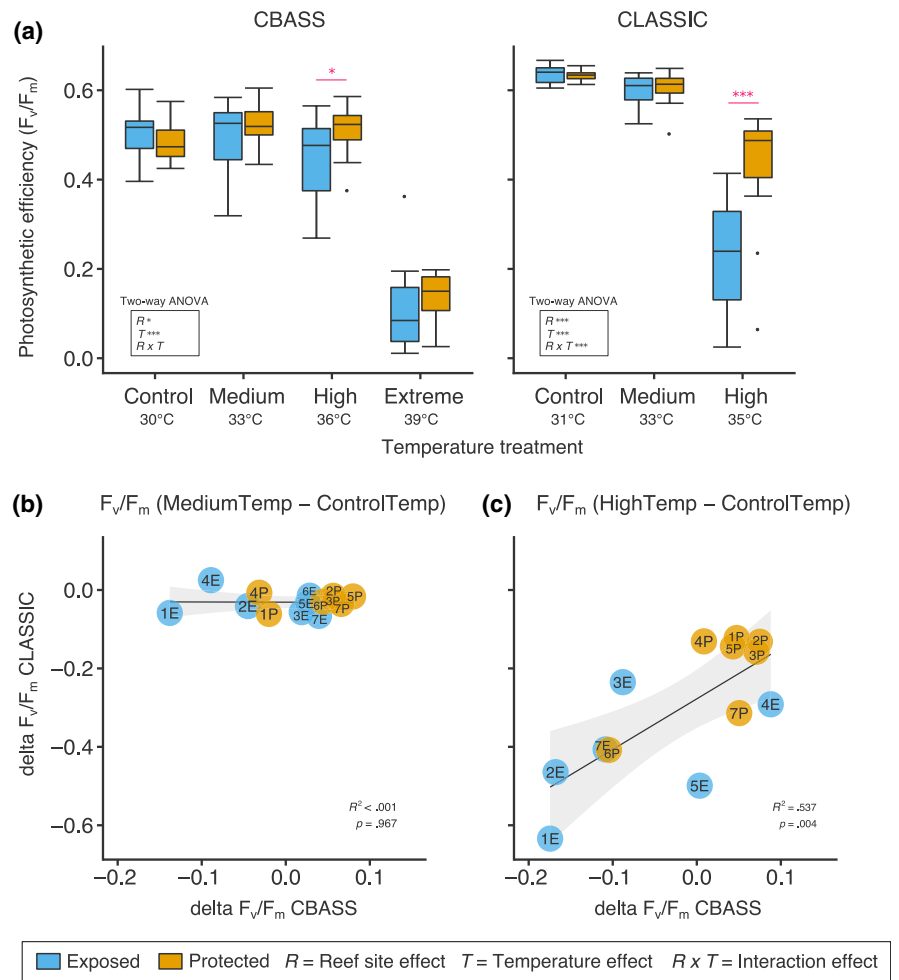 (a)
CBASS
CLASSIC
Photosynthetic efficiency (Fv/Fm)
0.6
0.4
0.2
0.0
*
***
Two-way ANOVA
R *
T ***
R x T
Two-way ANOVA
R ***
T ***
R x T ***
Control Medium High Extreme
30°C 33°C 36°C 39°C
Control Medium High
31°C 33°C 35°C
Temperature treatment
(b)
Fv/Fm (MediumTemp – ControlTemp)
delta Fv/Fm CLASSIC
0.0
−0.2
−0.4
−0.6
4E
1E
2E
4P
1P
6E
5E
3E
7E
6P
2P
3P
7P
5P
R² < .001
p = .967
−0.2 −0.1 0.0 0.1
delta Fv/Fm CBASS
(c)
Fv/Fm (HighTemp – ControlTemp)
4P
1P
5P
2P
3P
3E
4E
7P
7E
6P
2E
5E
1E
R² = .537
p = .004
−0.2 −0.1 0.0 0.1
delta Fv/Fm CBASS
Exposed Protected R = Reef site effect T = Temperature effect R x T = Interaction effect